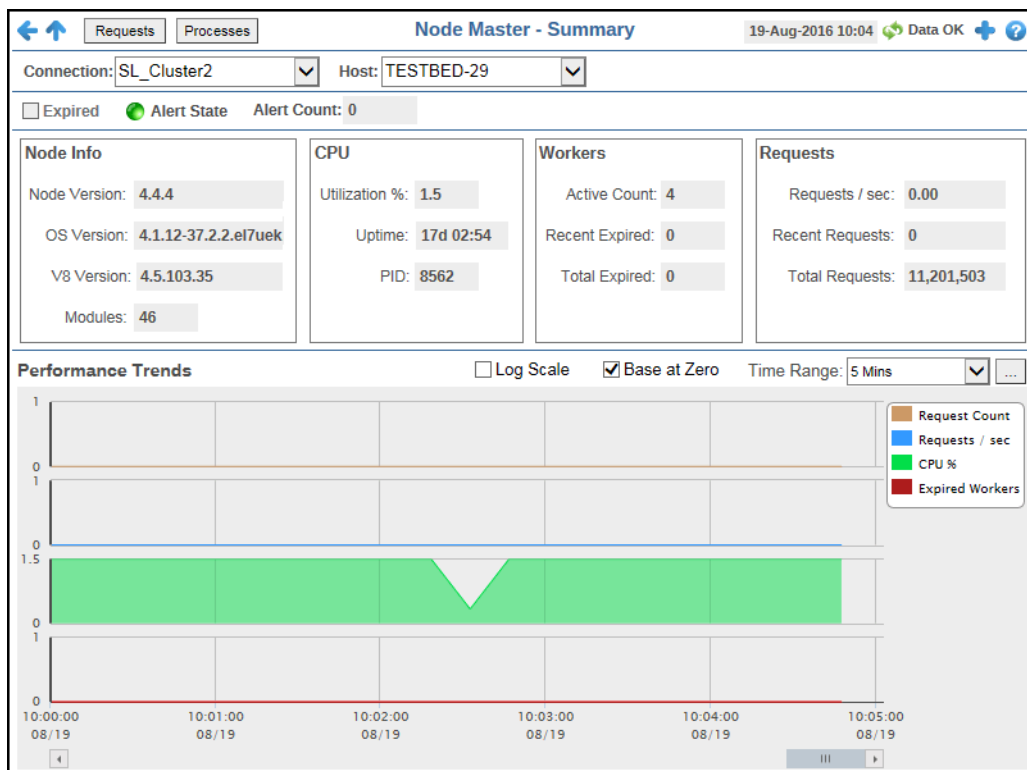 Requests Processes Node Master - Summary 19-Aug-2016 10:04 Data OK
Connection: SL_Cluster2 Host: TESTBED-29
Expired Alert State Alert Count: 0
Node Info
Node Version: 4.4.4
OS Version: 4.1.12-37.2.2.el7uek
V8 Version: 4.5.103.35
Modules: 46
CPU
Utilization %: 1.5
Uptime: 17d 02:54
PID: 8562
Workers
Active Count: 4
Recent Expired: 0
Total Expired: 0
Requests
Requests / sec: 0.00
Recent Requests: 0
Total Requests: 11,201,503
Performance Trends Log Scale Base at Zero Time Range: 5 Mins ...
1
0
1
0
1.5
0
1
0
10:00:00 10:01:00 10:02:00 10:03:00 10:04:00 10:05:00
08/19 08/19 08/19 08/19 08/19 08/19
Request Count
Requests / sec
CPU %
Expired Workers